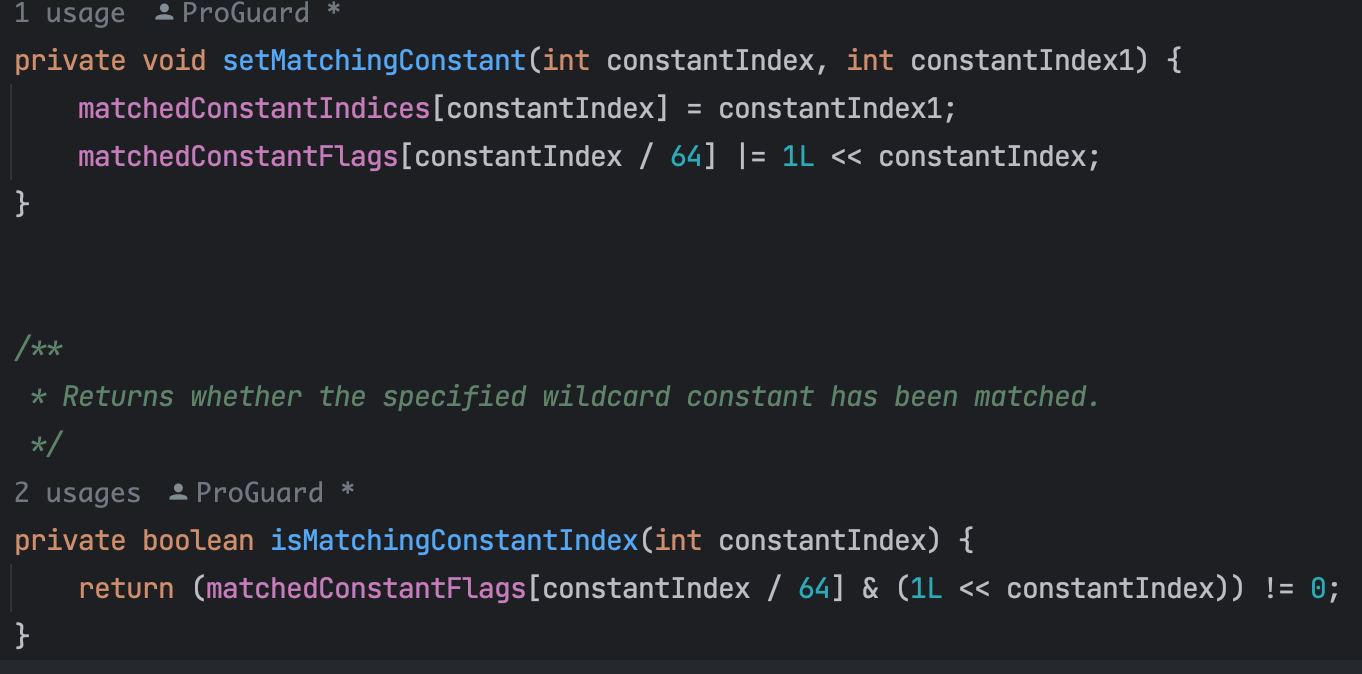 1 usage ProGuard *
private void setMatchingConstant(int constantIndex, int constantIndex1) {
    matchedConstantIndices[constantIndex] = constantIndex1;
    matchedConstantFlags[constantIndex / 64] |= 1L << constantIndex;
}
/**
 * Returns whether the specified wildcard constant has been matched.
 */
2 usages ProGuard *
private boolean isMatchingConstantIndex(int constantIndex) {
    return (matchedConstantFlags[constantIndex / 64] & (1L << constantIndex)) != 0;
}